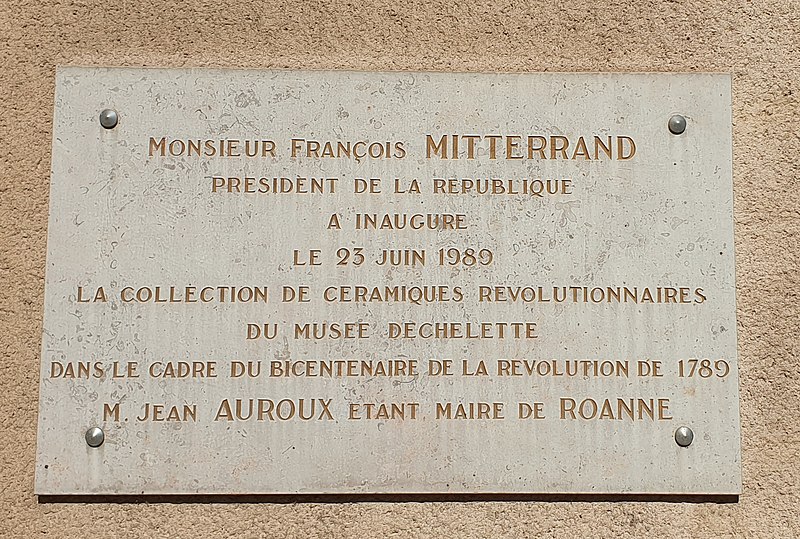 MONSIEUR FRANÇOIS MITTERRAND
PRESIDENT DE LA REPUBLIQUE
A INAUGURE
LE 23 JUIN 1989
LA COLLECTION DE CERAMIQUES REVOLUTIONNAIRES
DU MUSEE DECHELETTE
DANS LE CADRE DU BICENTENAIRE DE LA REVOLUTION DE 1789
M. JEAN AUROUX ETANT MAIRE DE ROANNE